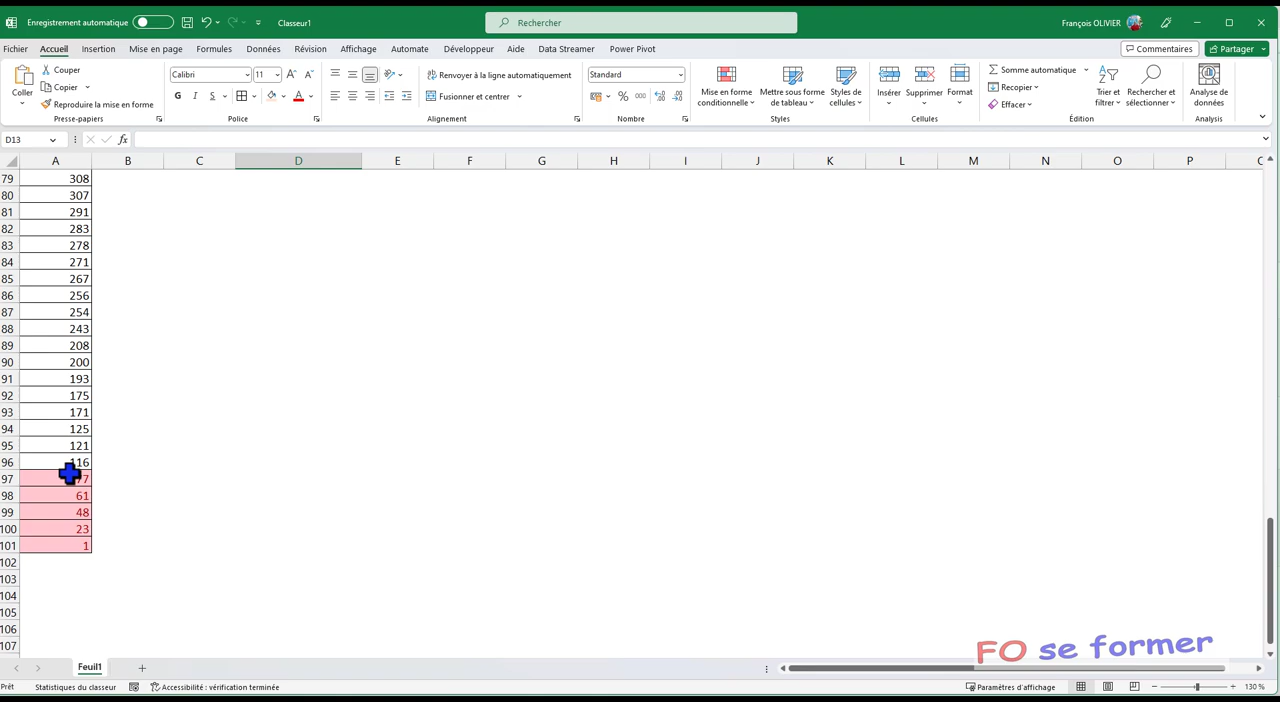 Enregistrement automatique
Classeur1
Rechercher
François OLIVIER
Fichier Accueil Insertion Mise en page Formules Données Révision Affichage Automate Développeur Aide Data Streamer Power Pivot
Commentaires
Partager
Coller
Couper
Copier
Reproduire la mise en forme
Presse-papiers
Calibri 11
G I S
Police
Renvoyer à la ligne automatiquement
Fusionner et centrer
Alignement
Standard
% 000
Nombre
Mise en forme conditionnelle
Mettre sous forme de tableau
Styles de cellules
Styles
Insérer
Supprimer
Format
Cellules
Somme automatique
Recopier
Effacer
Trier et filtrer
Rechercher et sélectionner
Édition
Analyse de données
Analysis
D13
fx
A B C D E F G H I J K L M N O P
79 308
80 307
81 291
82 283
83 278
84 271
85 267
86 256
87 254
88 243
89 208
90 200
91 193
92 175
93 171
94 125
95 121
96 116
97 77
98 61
99 48
100 23
101 1
102
103
104
105
106
107
FO se former
Feuil1
Prêt
Statistiques du classeur
Accessibilité : vérification terminée
Paramètres d'affichage
130 %